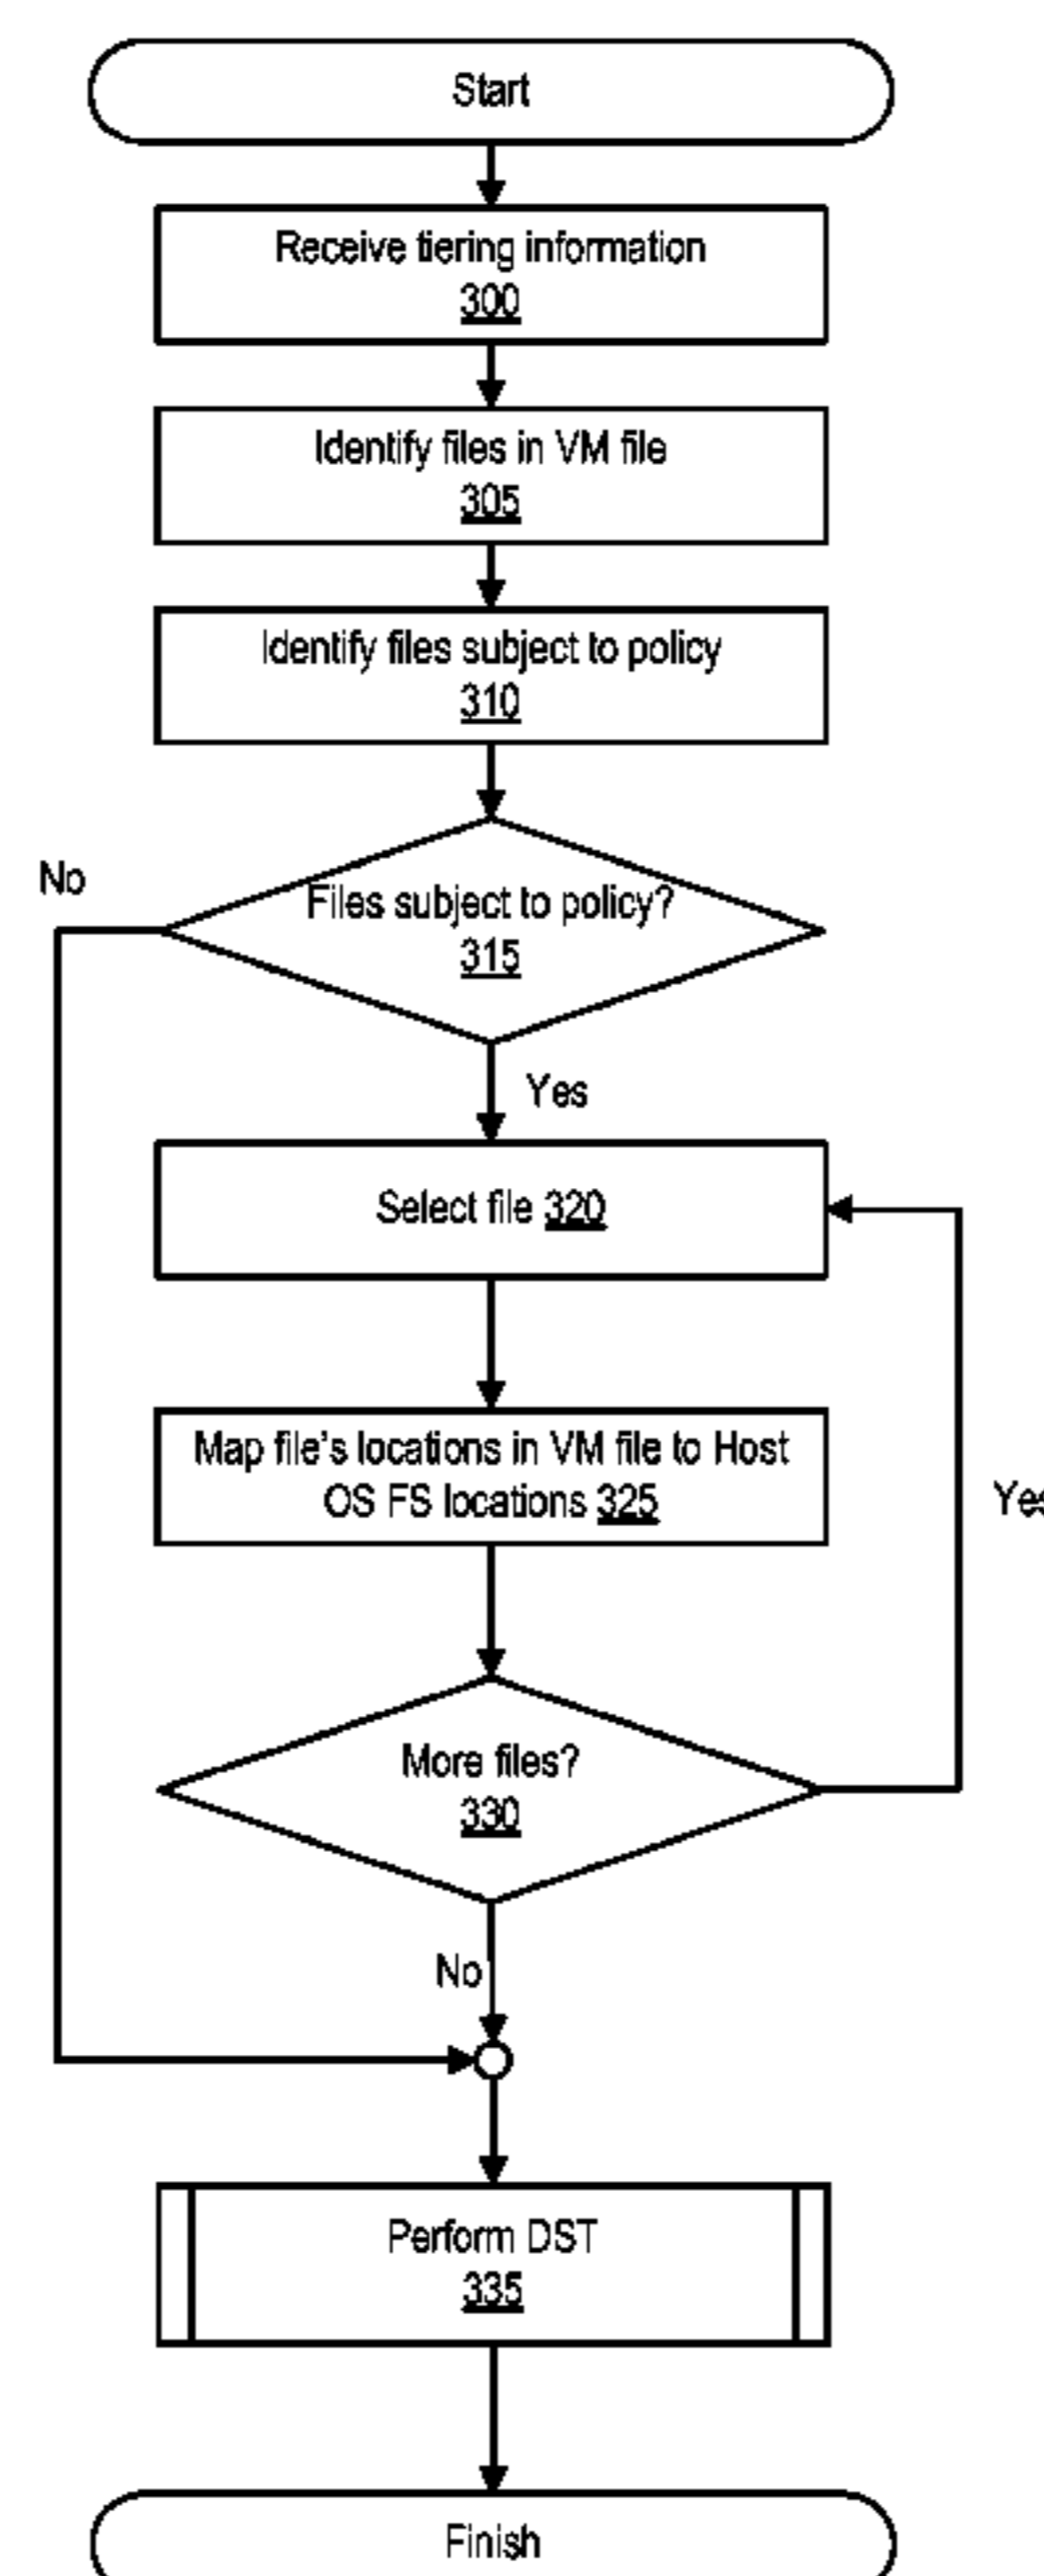 Start
Receive tiering information
300
Identify files in VM file
305
Identify files subject to policy
310
No
Files subject to policy?
315
Yes
Select file 320
Map file's locations in VM file to Host
OS FS locations 325
Yes
More files?
330
No
Perform DST
335
Finish